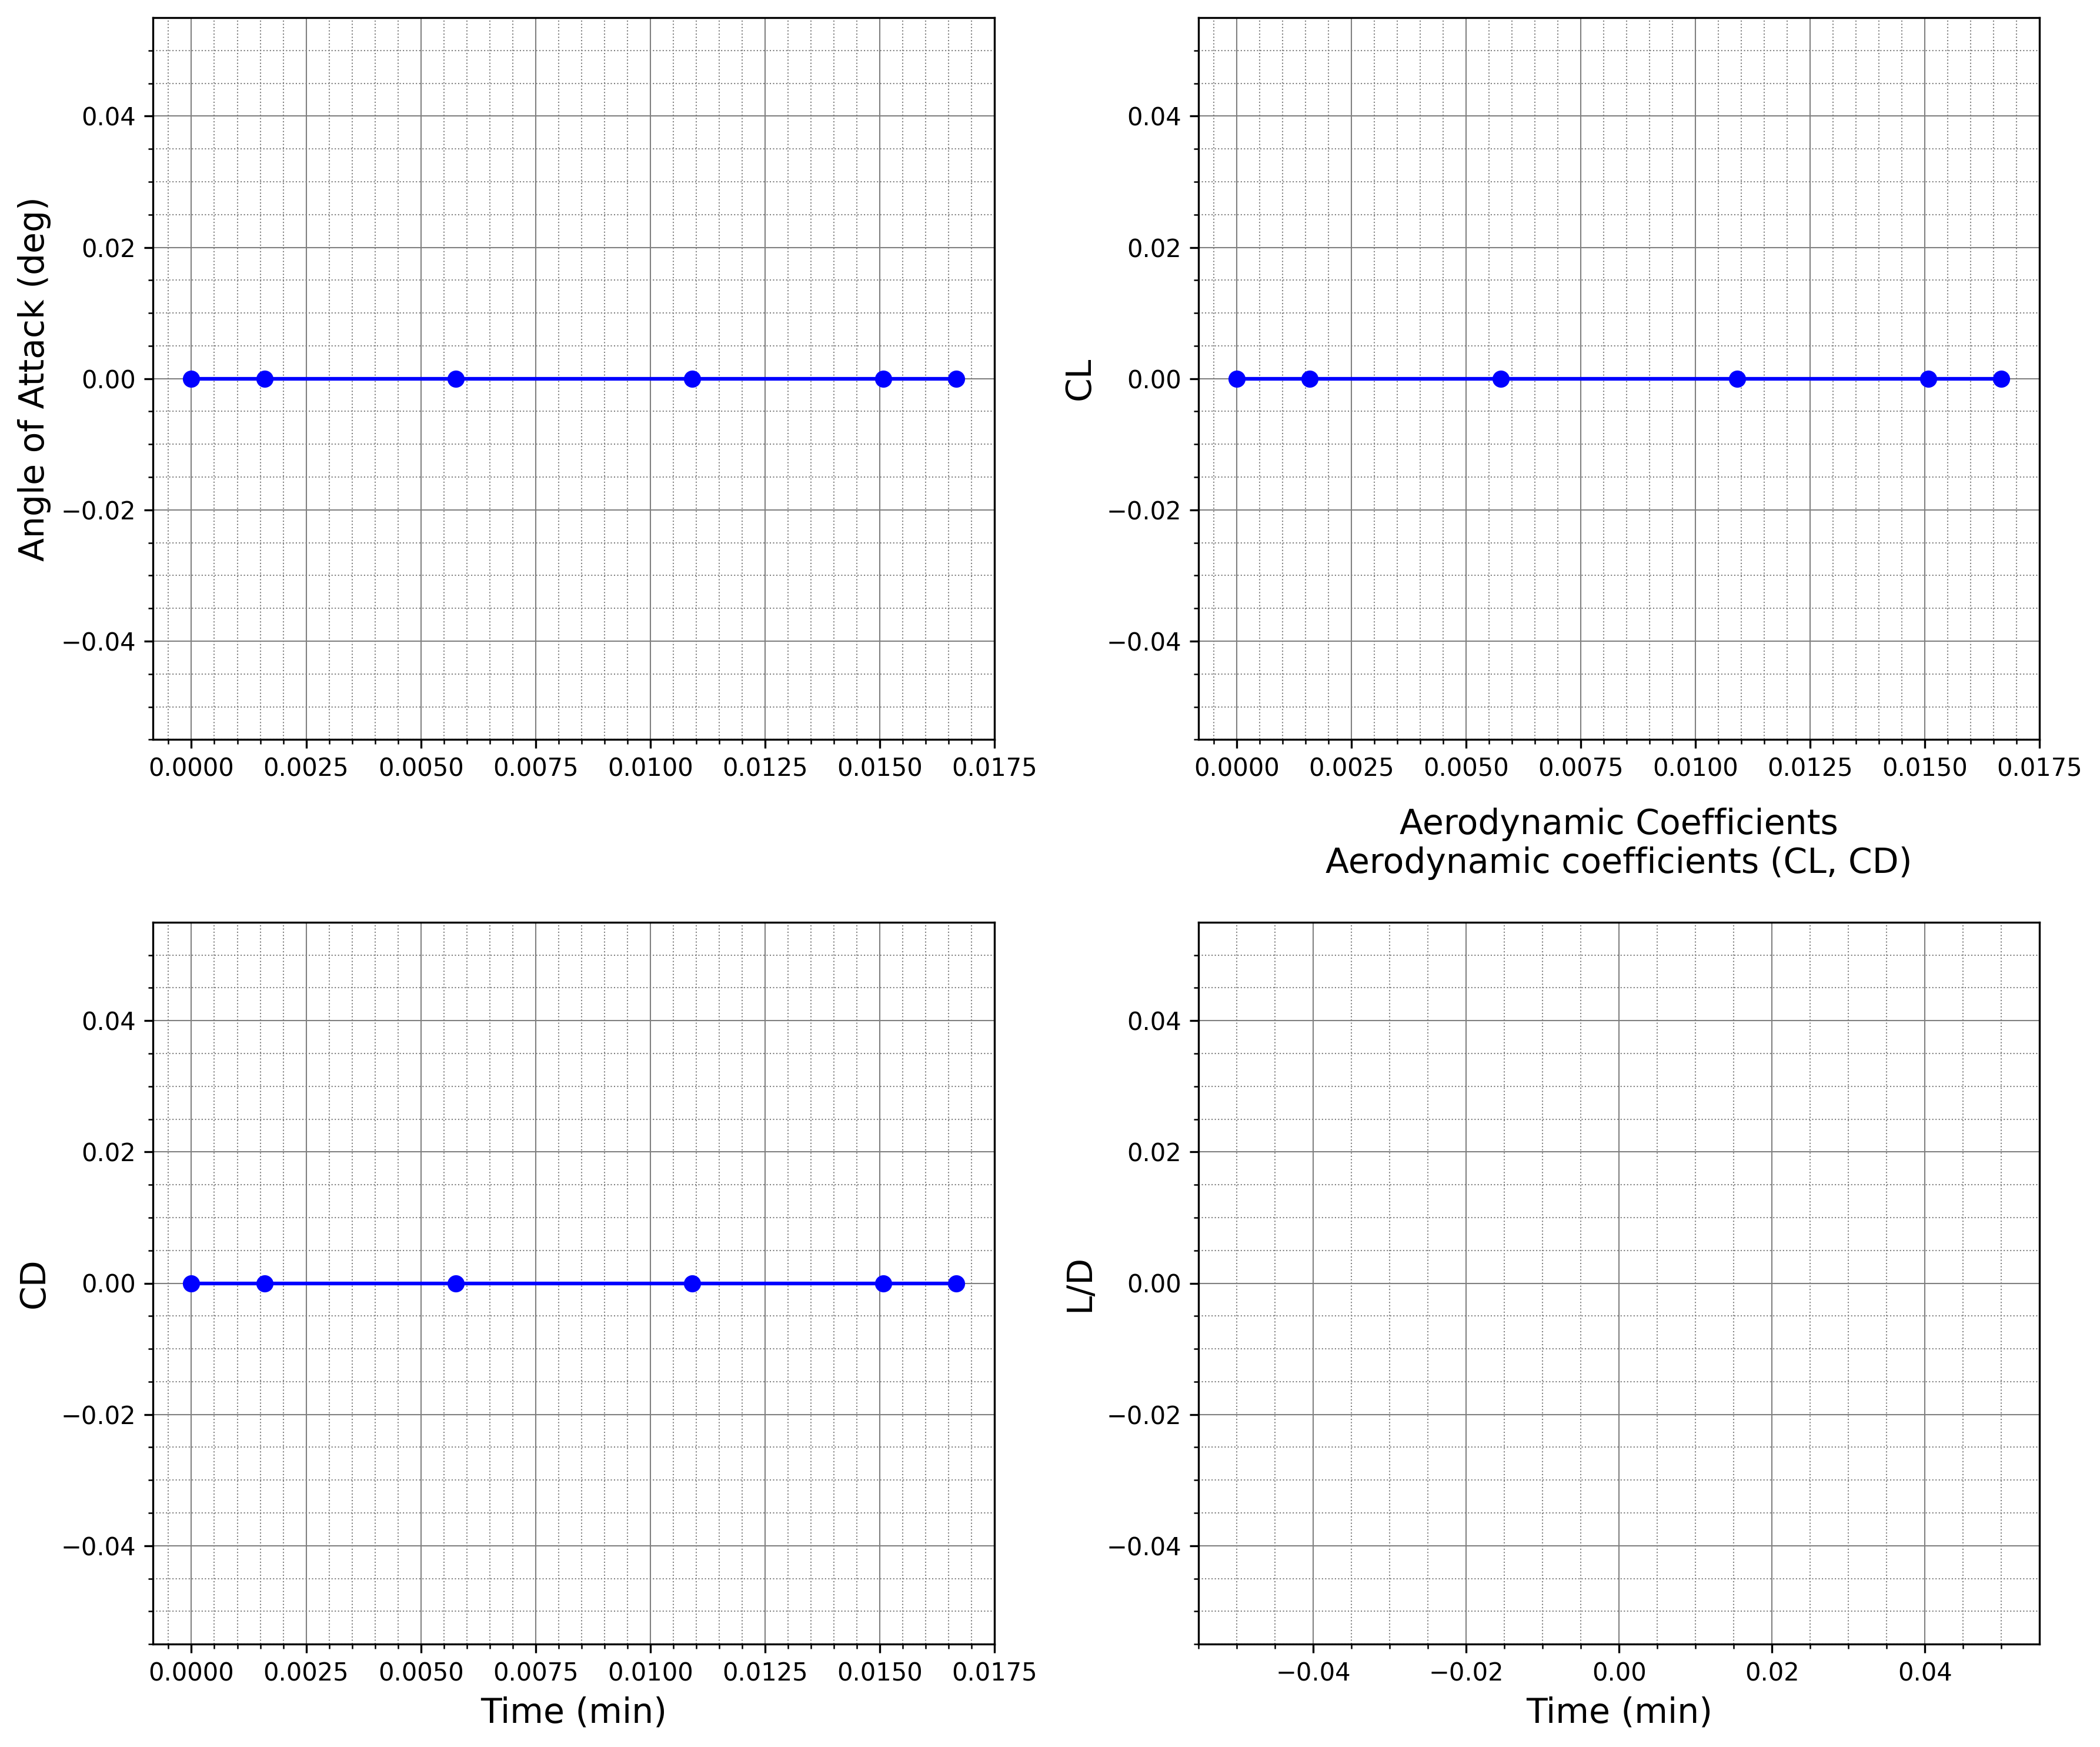 Angle of Attack (deg)
0.04
0.02
0.00
−0.02
−0.04
0.0000 0.0025 0.0050 0.0075 0.0100 0.0125 0.0150 0.0175
CL
0.04
0.02
0.00
−0.02
−0.04
0.0000 0.0025 0.0050 0.0075 0.0100 0.0125 0.0150 0.0175
Aerodynamic Coefficients
Aerodynamic coefficients (CL, CD)
CD
0.04
0.02
0.00
−0.02
−0.04
0.0000 0.0025 0.0050 0.0075 0.0100 0.0125 0.0150 0.0175
Time (min)
L/D
0.04
0.02
0.00
−0.02
−0.04
−0.04 −0.02 0.00 0.02 0.04
Time (min)